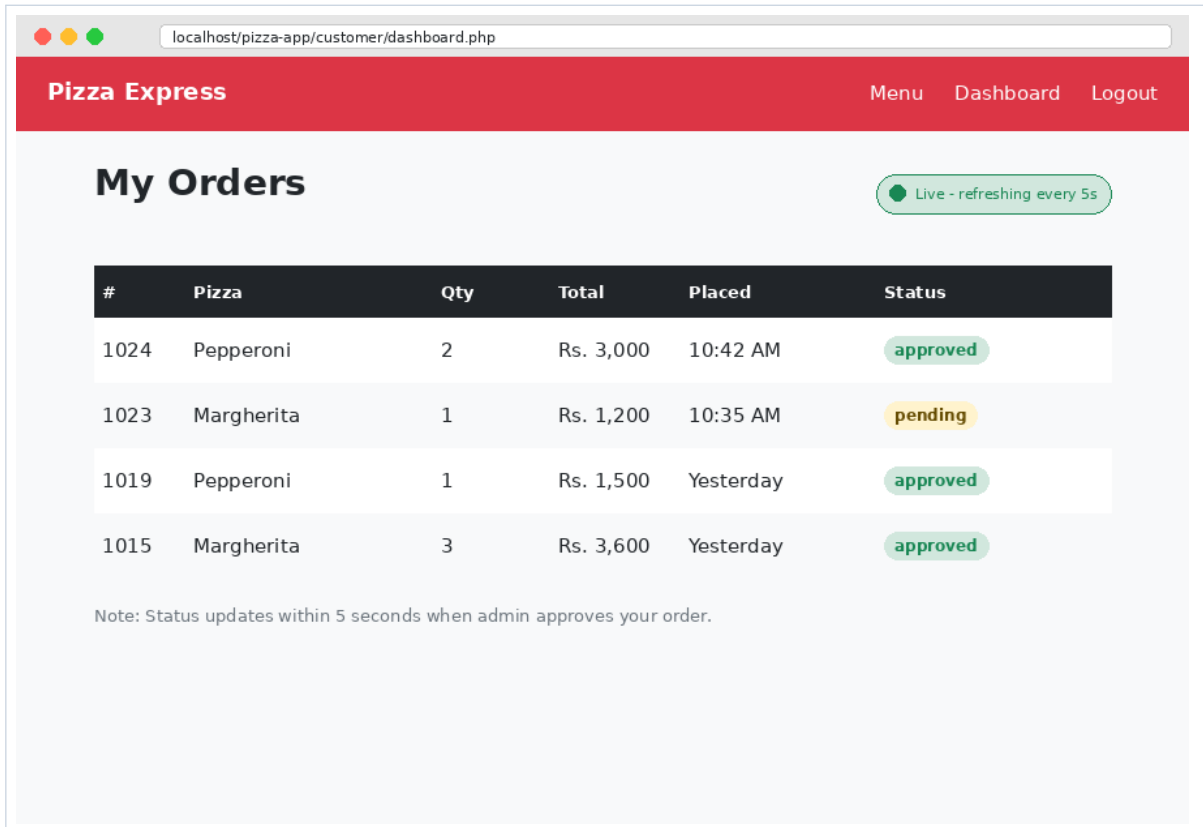 localhost/pizza-app/customer/dashboard.php
Pizza Express Menu Dashboard Logout
My Orders
Live - refreshing every 5s
# Pizza Qty Total Placed Status
1024 Pepperoni 2 Rs. 3,000 10:42 AM approved
1023 Margherita 1 Rs. 1,200 10:35 AM pending
1019 Pepperoni 1 Rs. 1,500 Yesterday approved
1015 Margherita 3 Rs. 3,600 Yesterday approved
Note: Status updates within 5 seconds when admin approves your order.